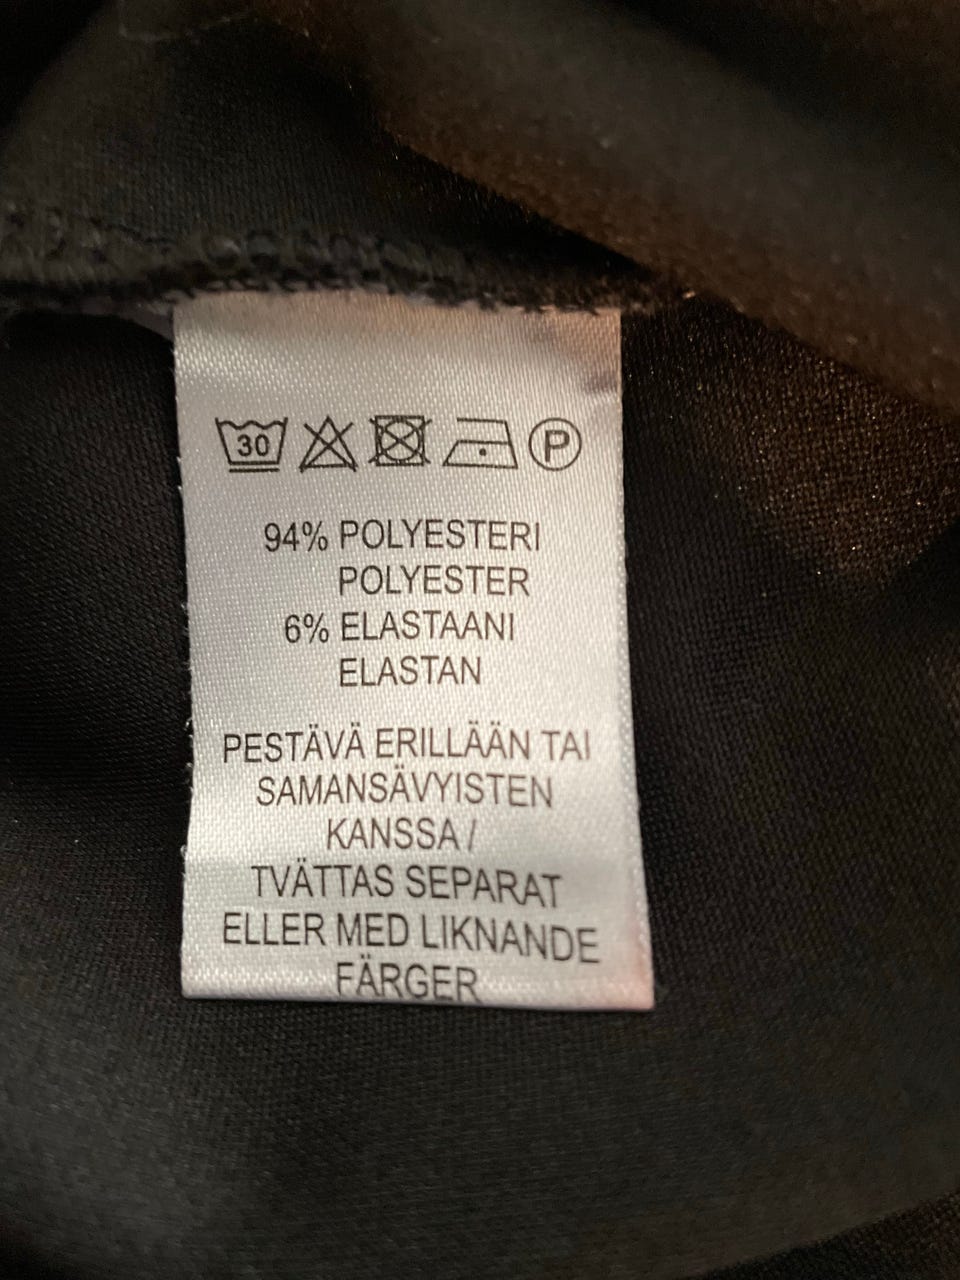 30 P
94% POLYESTERI
POLYESTER
6% ELASTAANI
ELASTAN
PESTÄVÄ ERILLÄÄN TAI
SAMANSÄVYISTEN
KANSSA /
TVÄTTAS SEPARAT
ELLER MED LIKNANDE
FÄRGER